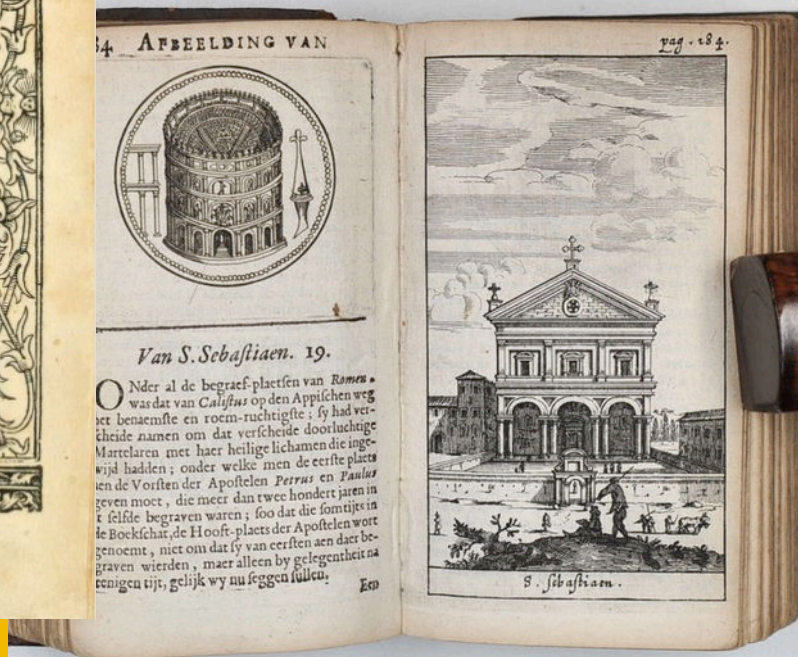 84 AFBEELDING VAN
Van S. Sebastiaen. 19.
ONder al de begraef-plaetsen van Romen,
was dat van Calistus op den Appischen weg
het benaemste en roem-ruchtigste; sy had ver-
scheide namen om dat verscheide doorluchtige
Martelaren met haer heilige lichamen die inge-
wijd hadden; onder welke men de eerste plaets
aen de Vorsten der Apostelen Petrus en Paulus
geven moet, die meer dan twee hondert jaren in
't selfde begraven waren; soo dat die somtijts in
de Boekschat, de Hooft-plaets der Apostelen wort
genoemt, niet om dat sy van eersten aen daer be-
graven wierden, maer alleen by gelegentheit na
eenigen tijt, gelijk wy nu seggen sullen.
Een
pag. 184.
S. sebastiaen.